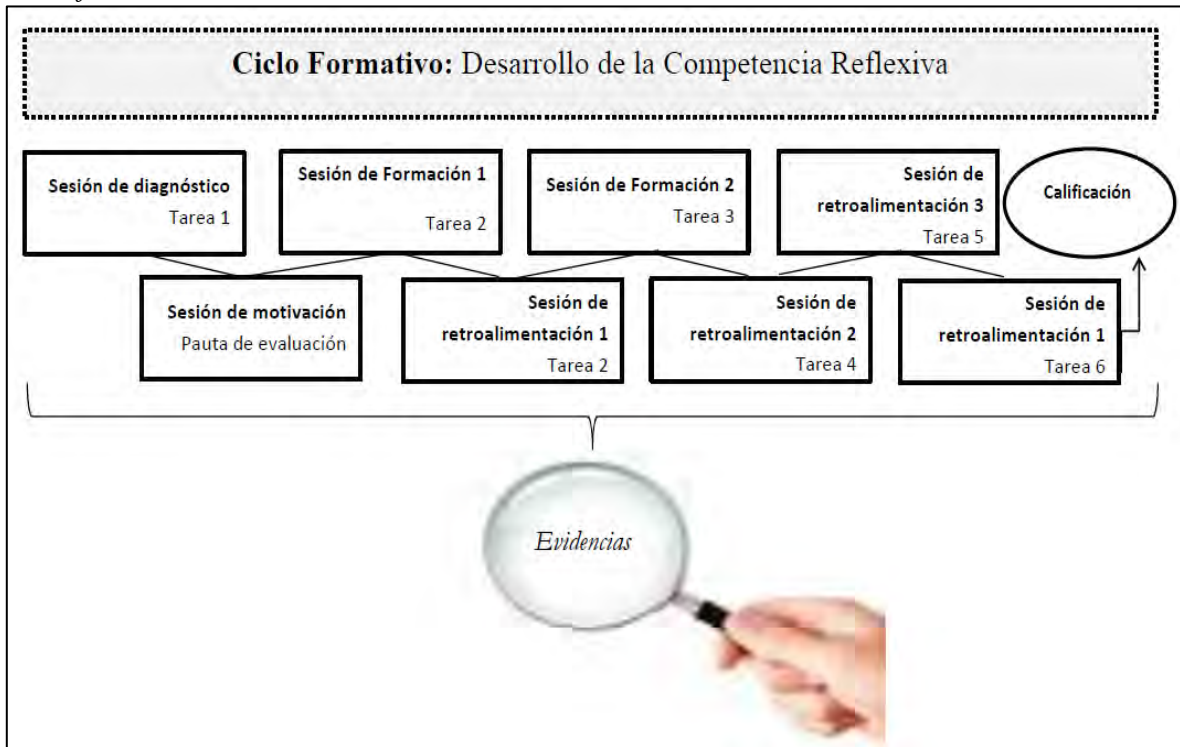 Ciclo Formativo: Desarrollo de la Competencia Reflexiva
Sesión de diagnóstico
Tarea 1
Sesión de motivación
Pauta de evaluación
Sesión de Formación 1
Tarea 2
Sesión de
retroalimentación 1
Tarea 2
Sesión de Formación 2
Tarea 3
Sesión de
retroalimentación 2
Tarea 4
Sesión de
retroalimentación 3
Tarea 5
Sesión de
retroalimentación 1
Tarea 6
Calificación
Evidencias